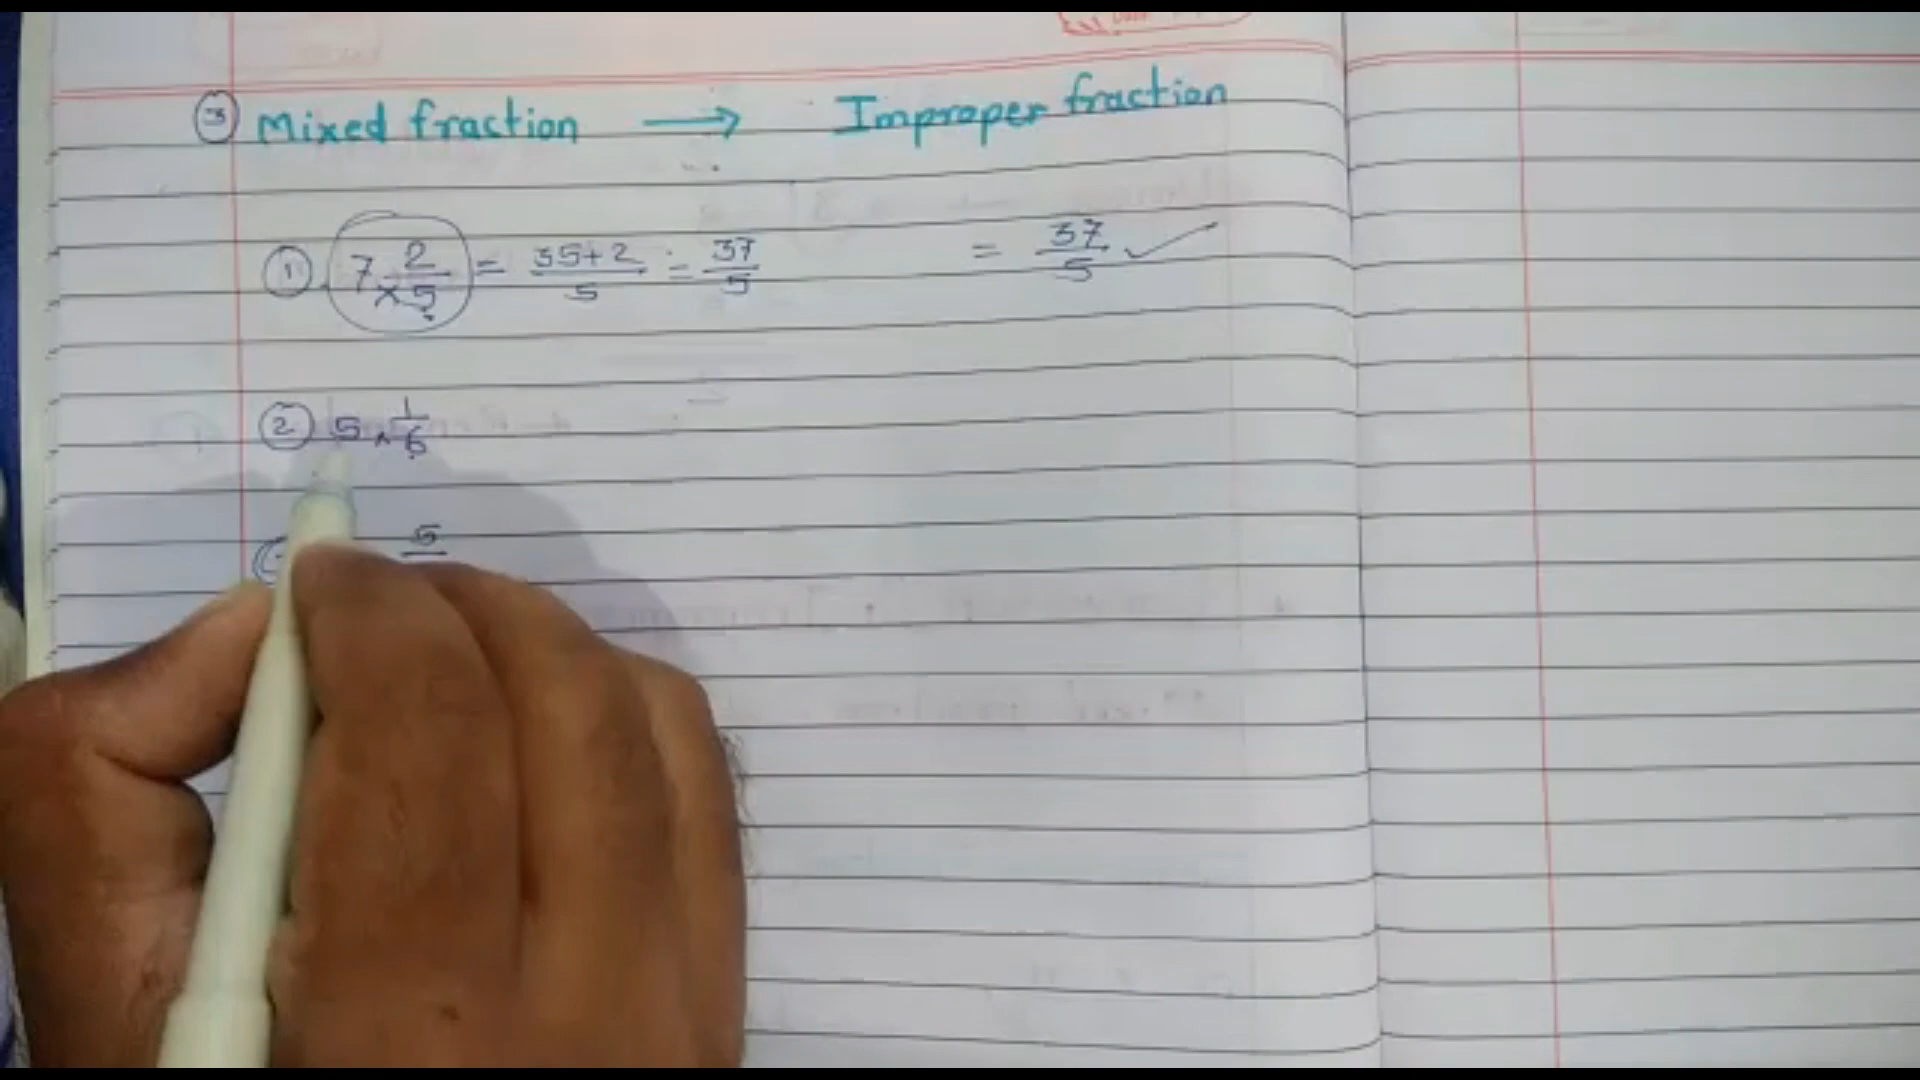 ③ Mixed fraction → Improper fraction
① 7 2/×5 = 35+2/5 = 37/5 = 37/5 ✓
② 5 × 1/6
5